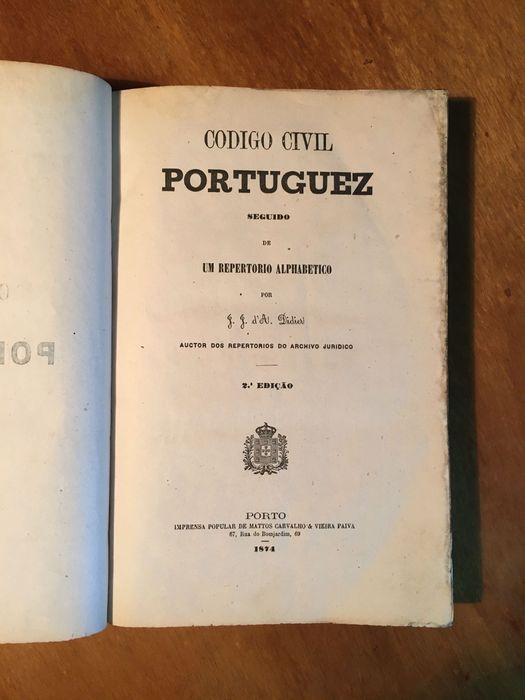 CODIGO CIVIL
PORTUGUEZ
SEGUIDO
DE
UM REPERTORIO ALPHABETICO
POR
J. J. d'A. Didier
AUCTOR DOS REPERTORIOS DO ARCHIVO JURIDICO
2.ª EDIÇÃO
PORTO
IMPRENSA POPULAR DE MATTOS CARVALHO & VIEIRA PAIVA
67, Rua do Bomjardim, 69
1874